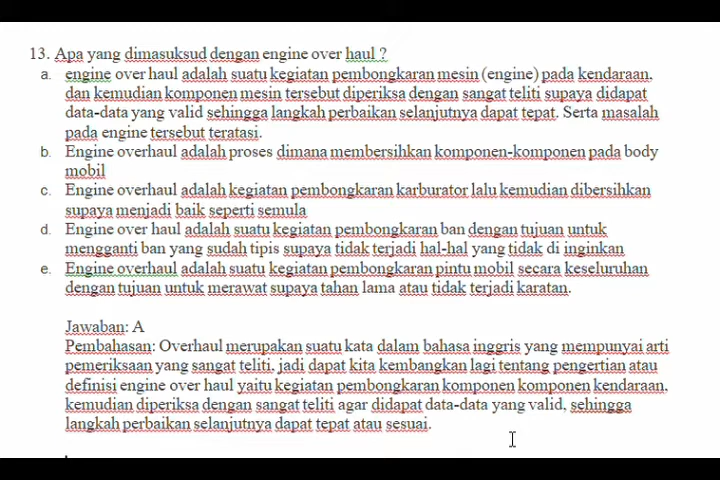 13. Apa yang dimasuksud dengan engine over haul ?
a. engine over haul adalah suatu kegiatan pembongkaran mesin (engine) pada kendaraan.
dan kemudian komponen mesin tersebut diperiksa dengan sangat teliti supaya didapat
data-data yang valid sehingga langkah perbaikan selanjutnya dapat tepat. Serta masalah
pada engine tersebut teratasi.
b. Engine overhaul adalah proses dimana membersihkan komponen-komponen pada body
mobil
c. Engine overhaul adalah kegiatan pembongkaran karburator lalu kemudian dibersihkan
supaya menjadi baik seperti semula
d. Engine over haul adalah suatu kegiatan pembongkaran ban dengan tujuan untuk
mengganti ban yang sudah tipis supaya tidak terjadi hal-hal yang tidak di inginkan
e. Engine overhaul adalah suatu kegiatan pembongkaran pintu mobil secara keseluruhan
dengan tujuan untuk merawat supaya tahan lama atau tidak terjadi karatan.
Jawaban: A
Pembahasan: Overhaul merupakan suatu kata dalam bahasa inggris yang mempunyai arti
pemeriksaan yang sangat teliti. jadi dapat kita kembangkan lagi tentang pengertian atau
definisi engine over haul yaitu kegiatan pembongkaran komponen komponen kendaraan.
kemudian diperiksa dengan sangat teliti agar didapat data-data yang valid, sehingga
langkah perbaikan selanjutnya dapat tepat atau sesuai.